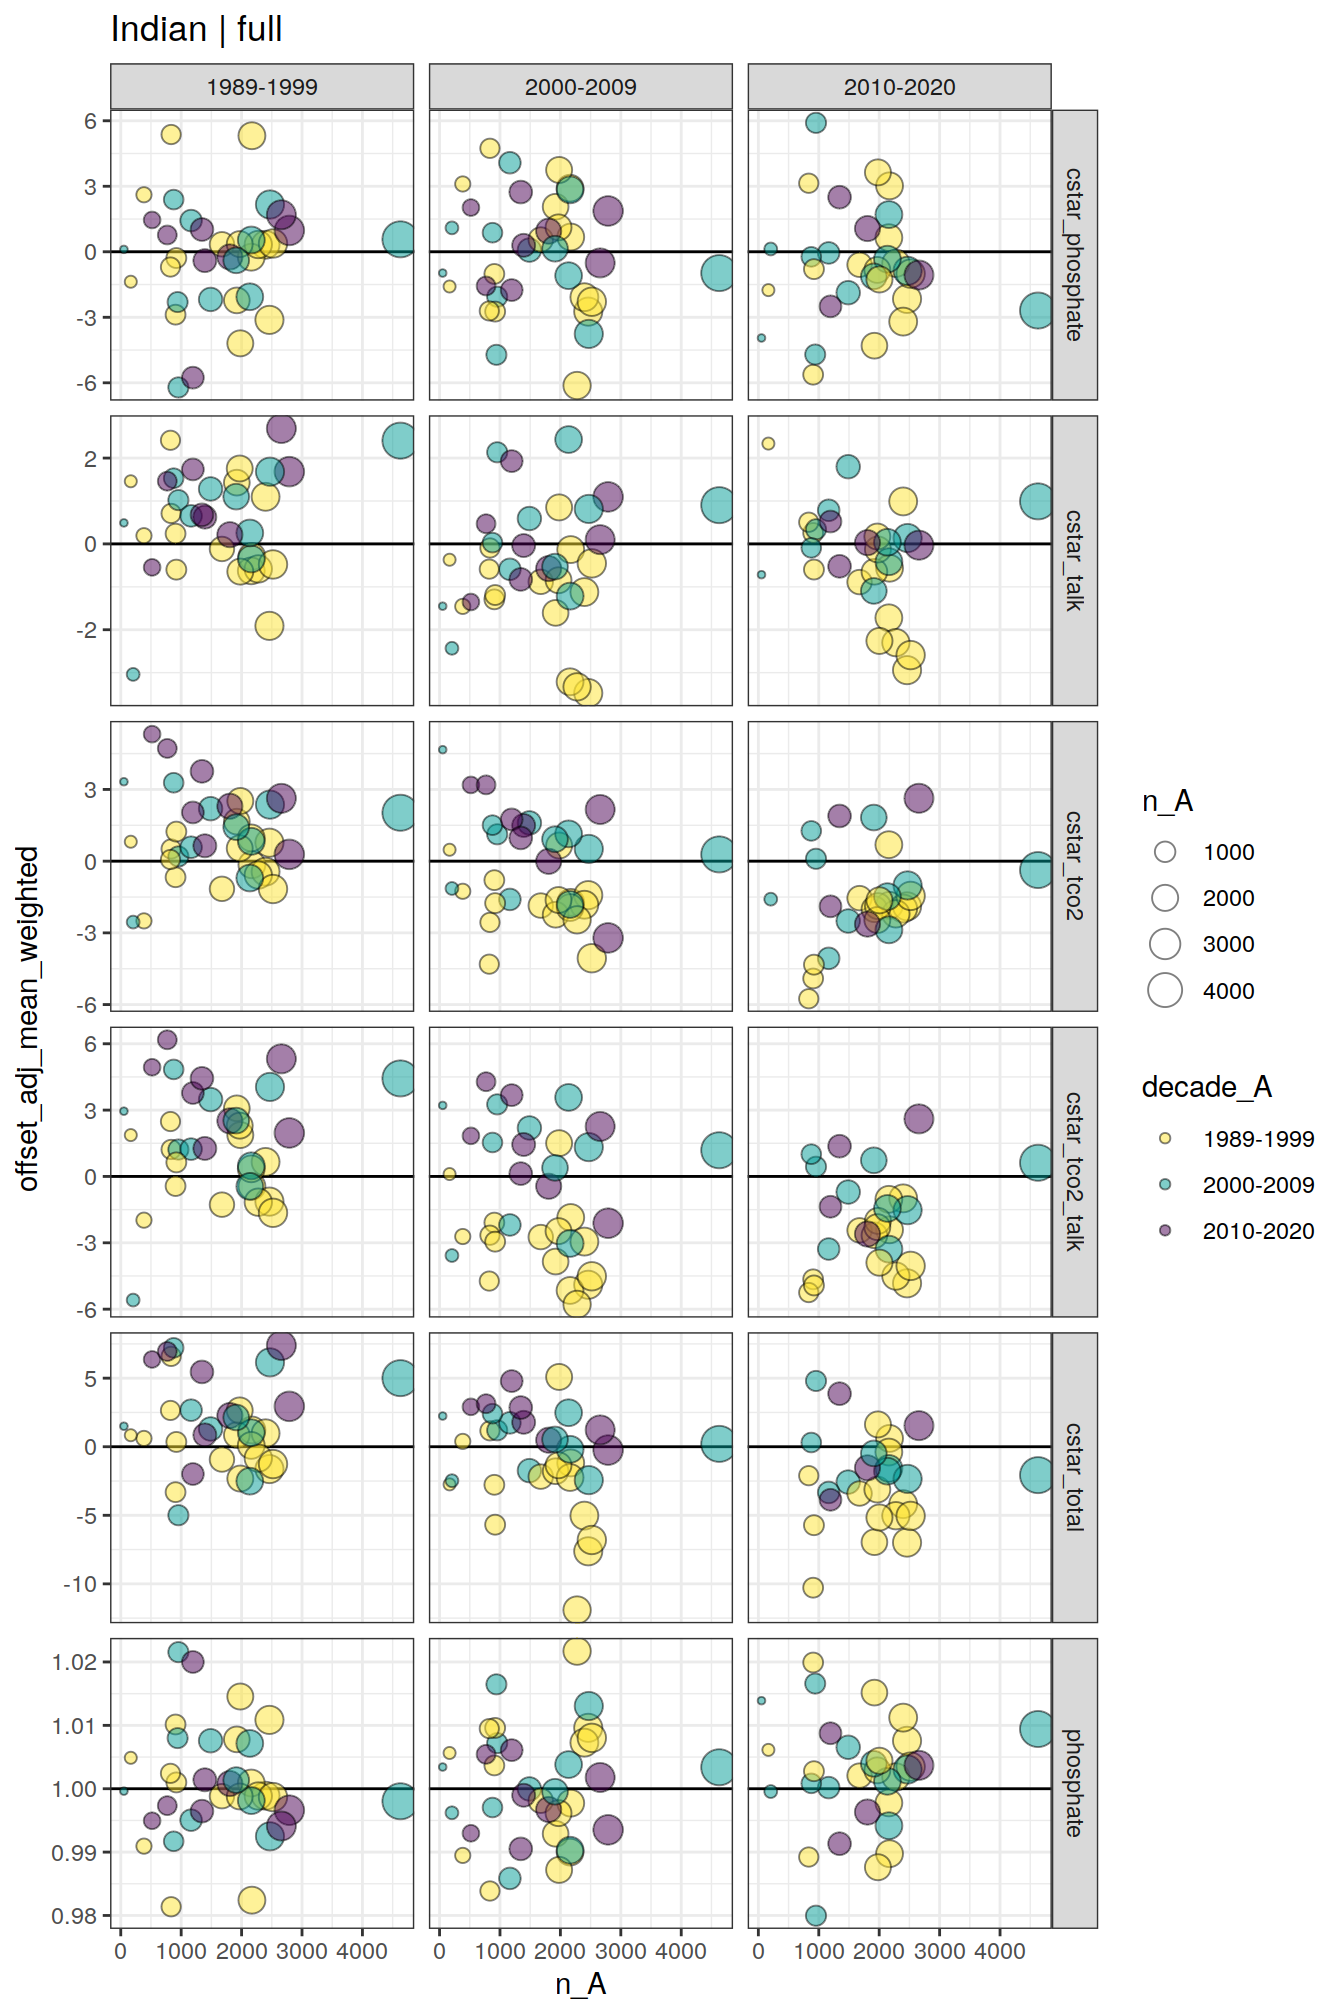 Indian | full
1989-1999
2000-2009
2010-2020
6
3
0
-3
-6
cstar_phosphate
2
0
-2
cstar_talk
3
0
-3
-6
cstar_tco2
6
3
0
-3
-6
cstar_tco2_talk
5
0
-5
-10
cstar_total
1.02
1.01
1.00
0.99
0.98
phosphate
0 1000 2000 3000 4000
0 1000 2000 3000 4000
0 1000 2000 3000 4000
n_A
offset_adj_mean_weighted
n_A
1000
2000
3000
4000
decade_A
1989-1999
2000-2009
2010-2020